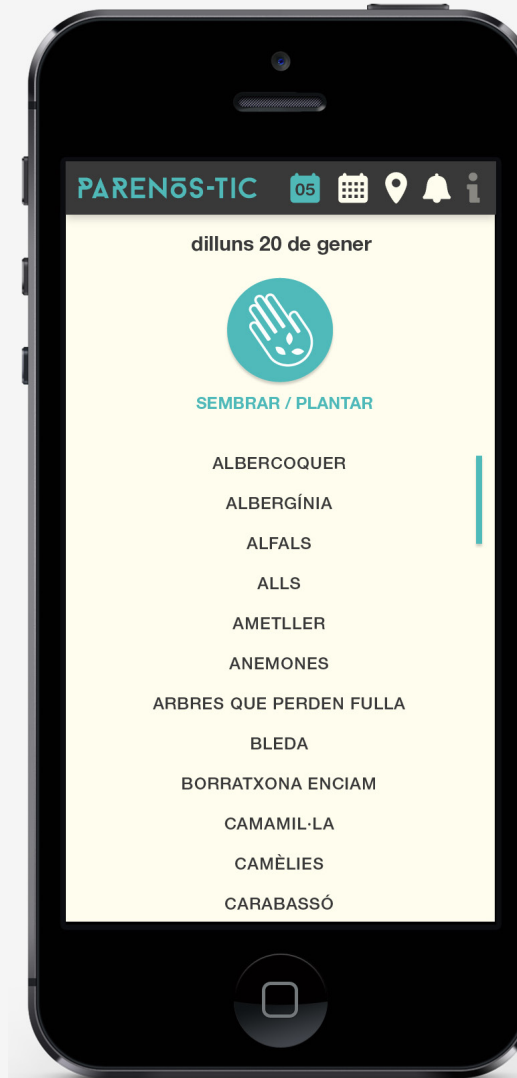 PARENŌS-TIC 05
dilluns 20 de gener
SEMBRAR / PLANTAR
ALBERCOQUER
ALBERGÍNIA
ALFALS
ALLS
AMETLLER
ANEMONES
ARBRES QUE PERDEN FULLA
BLEDA
BORRATXONA ENCIAM
CAMAMIL·LA
CAMÈLIES
CARABASSÓ